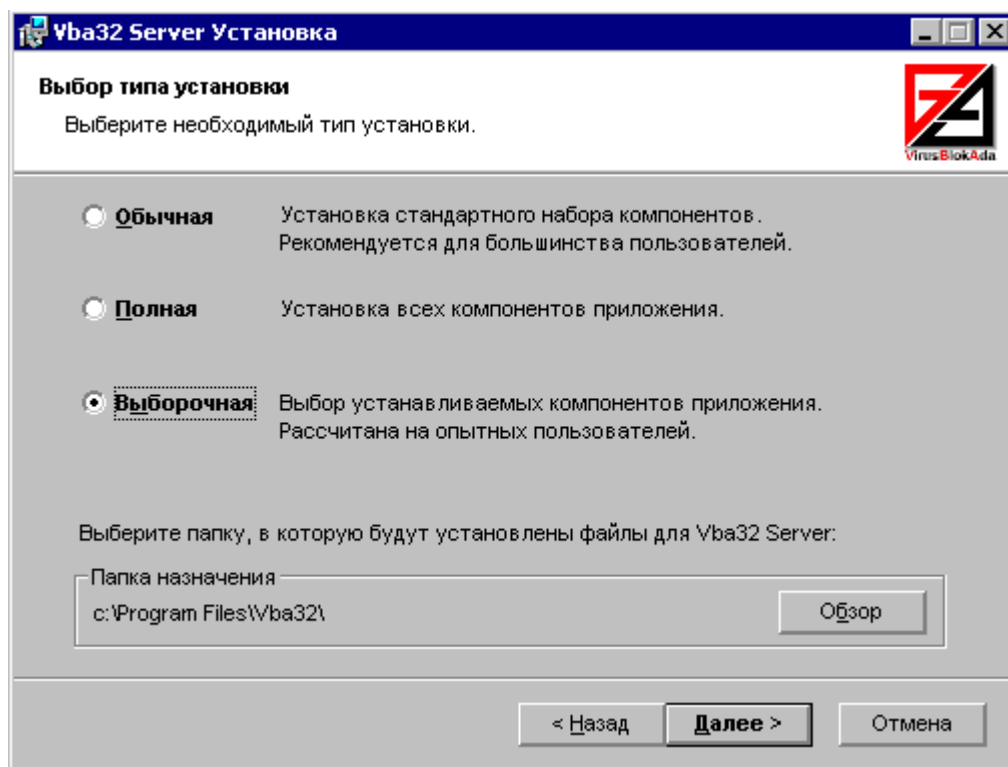 Vba32 Server Установка
Выбор типа установки
Выберите необходимый тип установки.
VirusBlokAda
Обычная
Установка стандартного набора компонентов.
Рекомендуется для большинства пользователей.
Полная
Установка всех компонентов приложения.
Выборочная
Выбор устанавливаемых компонентов приложения.
Рассчитана на опытных пользователей.
Выберите папку, в которую будут установлены файлы для Vba32 Server:
Папка назначения
c:\Program Files\Vba32\
Обзор
< Назад
Далее >
Отмена